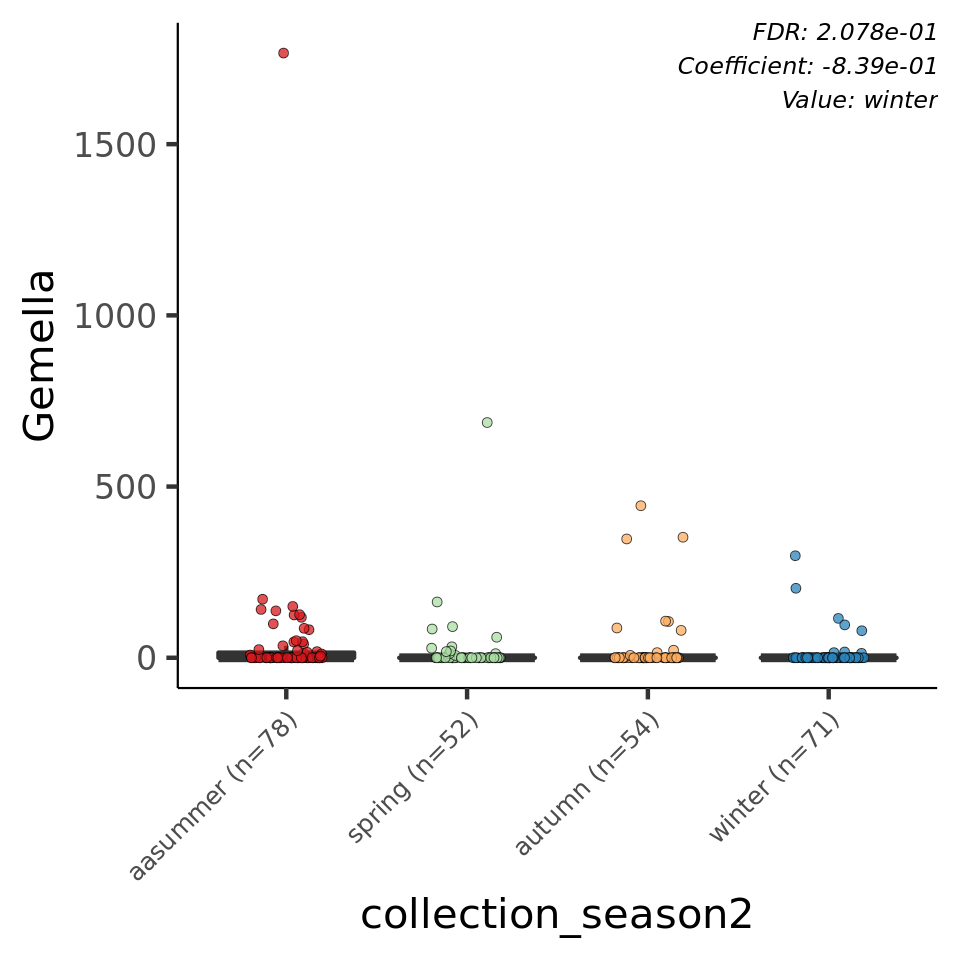 FDR: 2.078e-01
Coefficient: -8.39e-01
Value: winter
Gemella
1500
1000
500
0
aasummer (n=78)
spring (n=52)
autumn (n=54)
winter (n=71)
collection_season2